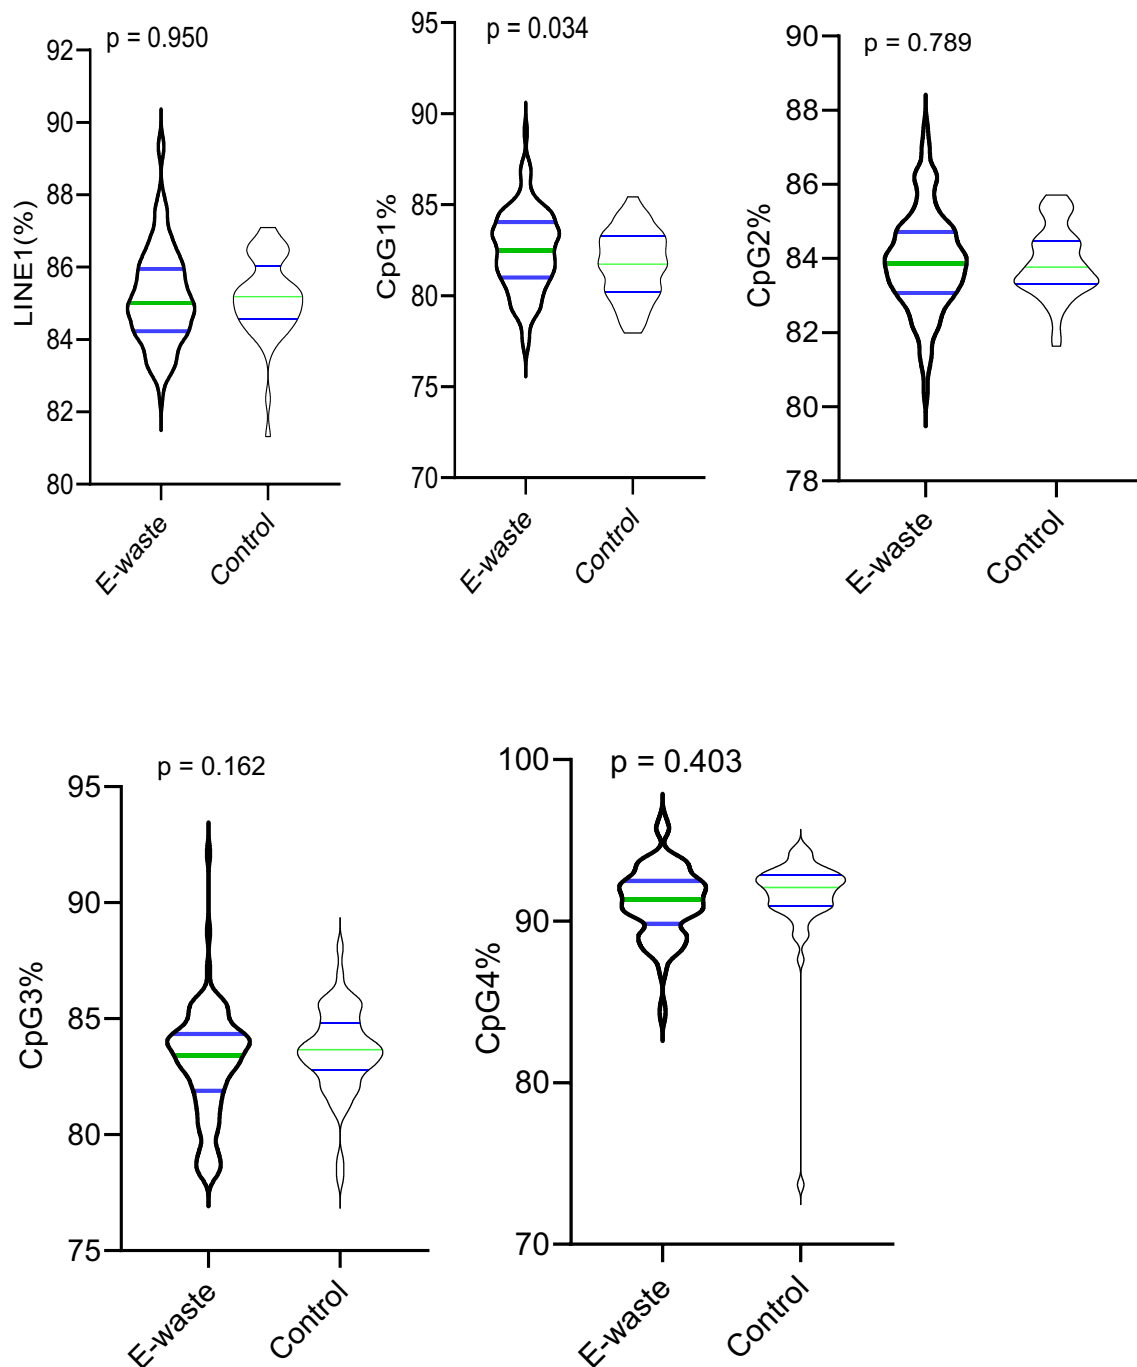 p = 0.950
92
90
88
86
84
82
80
LINE1(%)
E-waste
Control
p = 0.034
95
90
85
80
75
70
CpG1%
E-waste
Control
p = 0.789
90
88
86
84
82
80
78
CpG2%
E-waste
Control
p = 0.162
95
90
85
80
75
CpG3%
E-waste
Control
p = 0.403
100
90
80
70
CpG4%
E-waste
Control